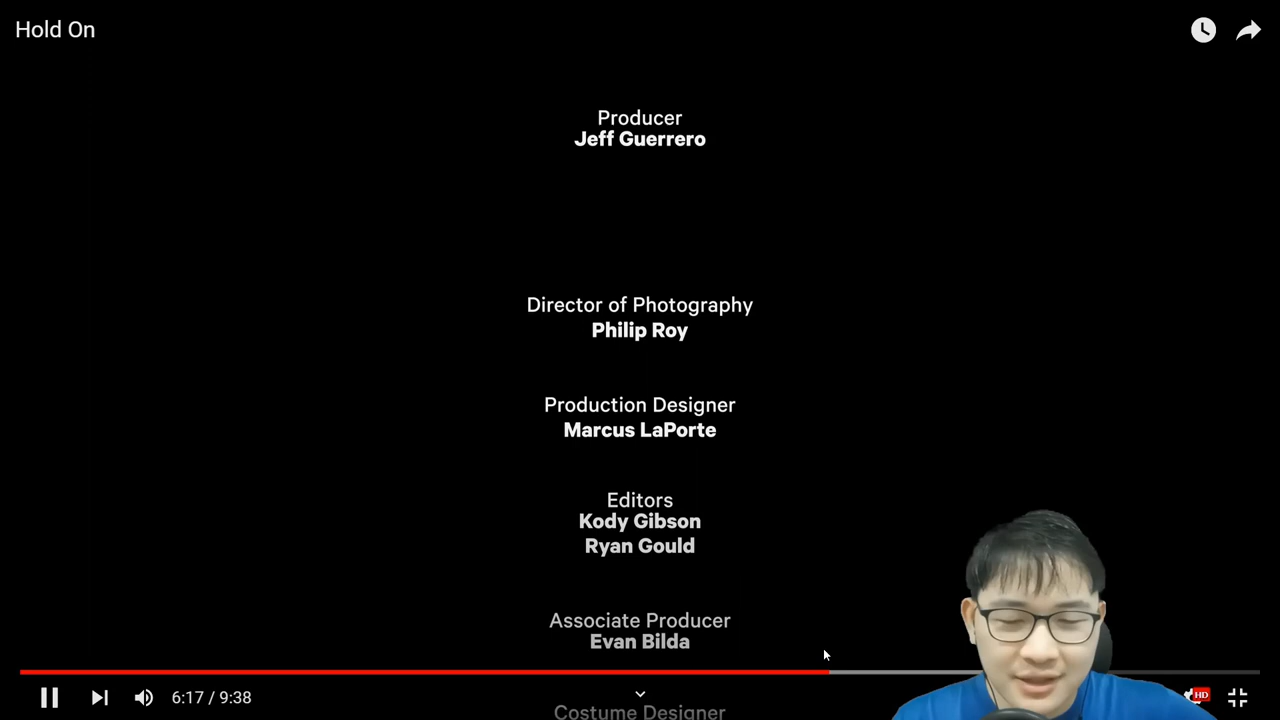 Hold On
Producer
Jeff Guerrero
Director of Photography
Philip Roy
Production Designer
Marcus LaPorte
Editors
Kody Gibson
Ryan Gould
Associate Producer
Evan Bilda
6:17 / 9:38
HD
Costume Designer